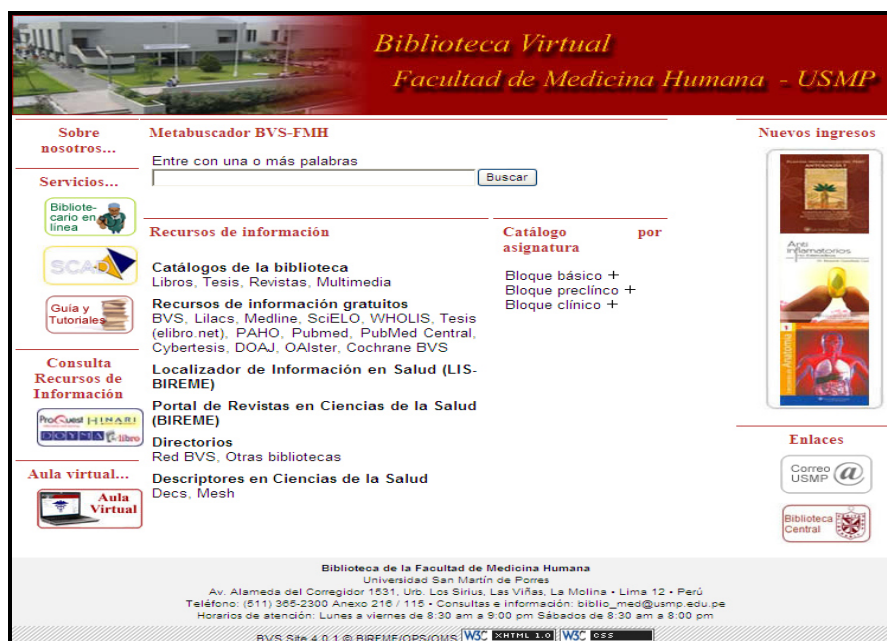 Biblioteca Virtual
Facultad de Medicina Humana - USMP
Sobre
nosotros...
Servicios...
Bibliote-
cario en
línea
SCAD
Guía y
Tutoriales
Consulta
Recursos de
Información
ProQuest HINARI
DOYMA e-libro
Aula virtual...
Aula
Virtual
Metabuscador BVS-FMH
Entre con una o más palabras
Buscar
Recursos de información
Catálogos de la biblioteca
Libros, Tesis, Revistas, Multimedia
Recursos de información gratuitos
BVS, Lilacs, Medline, SciELO, WHOLIS, Tesis
(elibro.net), PAHO, Pubmed, PubMed Central,
Cybertesis, DOAJ, OAIster, Cochrane BVS
Localizador de Información en Salud (LIS-
BIREME)
Portal de Revistas en Ciencias de la Salud
(BIREME)
Directorios
Red BVS, Otras bibliotecas
Descriptores en Ciencias de la Salud
Decs, Mesh
Catálogo por
asignatura
Bloque básico +
Bloque preclínco +
Bloque clínico +
Nuevos ingresos
Anti
inflamatorios
Anatomía
Enlaces
Correo
USMP @
Biblioteca
Central
Biblioteca de la Facultad de Medicina Humana
Universidad San Martín de Porres
Av. Alameda del Corregidor 1531, Urb. Los Sirius, Las Viñas, La Molina • Lima 12 • Perú
Teléfono: (511) 365-2300 Anexo 216 / 115 • Consultas e información: biblio_med@usmp.edu.pe
Horarios de atención: Lunes a viernes de 8:30 am a 9:00 pm Sábados de 8:30 am a 8:00 pm
BVS Site 4.0.1 © BIREME/OPS/OMS W3C XHTML 1.0 W3C CSS